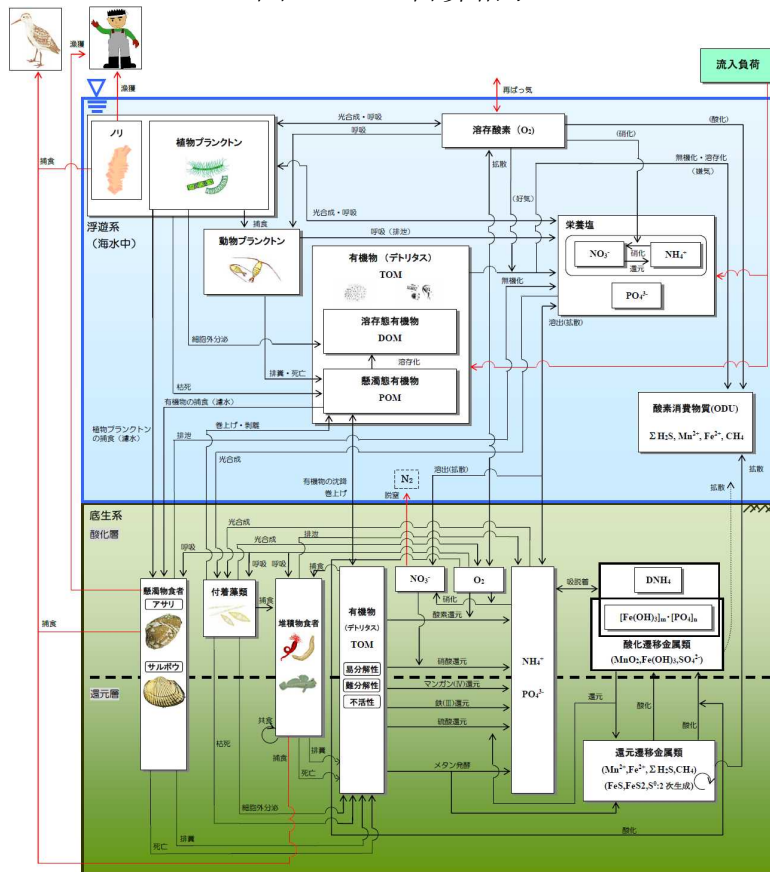 漁獲
漁獲
流入負荷
再ばっ気
ノリ
植物プランクトン
光合成・呼吸
呼吸
溶存酸素（O₂）
(酸化)
(硝化)
拡散
無機化・溶存化
(嫌気)
捕食
浮遊系
（海水中）
捕食
光合成・呼吸
(好気)
栄養塩
動物プランクトン
呼吸（排泄）
NO₃⁻
硝化
還元
NH₄⁺
PO₄³⁻
有機物（デトリタス）
TOM
無機化
溶存態有機物
DOM
細胞外分泌
溶出(拡散)
溶存化
排糞・死亡
懸濁態有機物
POM
枯死
有機物の捕食（濾水）
酸素消費物質(ODU)
ΣH₂S, Mn²⁺, Fe²⁺, CH₄
植物プランクトン
の捕食（濾水）
巻上げ・剥離
排泄
光合成
有機物の沈降
巻上げ
溶出(拡散)
拡散
拡散
N₂
脱窒
底生系
酸化層
光合成
排泄
光合成
呼吸
呼吸
呼吸
捕食
懸濁物食者
アサリ
サルボウ
付着藻類
捕食
堆積物食者
有機物
(デトリタス)
TOM
易分解性
難分解性
不活性
NO₃⁻
O₂
硝化
酸素還元
硝酸還元
マンガン(Ⅳ)還元
鉄(Ⅲ)還元
硫酸還元
メタン発酵
NH₄⁺
PO₄³⁻
吸脱着
DNH₄
[Fe(OH)₃]m・[PO₄]n
酸化遷移金属類
(MnO₂,Fe(OH)₃,SO₄²⁻)
捕食
還元層
還元
酸化
酸化
還元遷移金属類
(Mn²⁺,Fe²⁺,ΣH₂S,CH₄)
(FeS,FeS2,S⁰:2 次生成)
共食
捕食
枯死
排糞
死亡
細胞外分泌
排糞
死亡
酸化